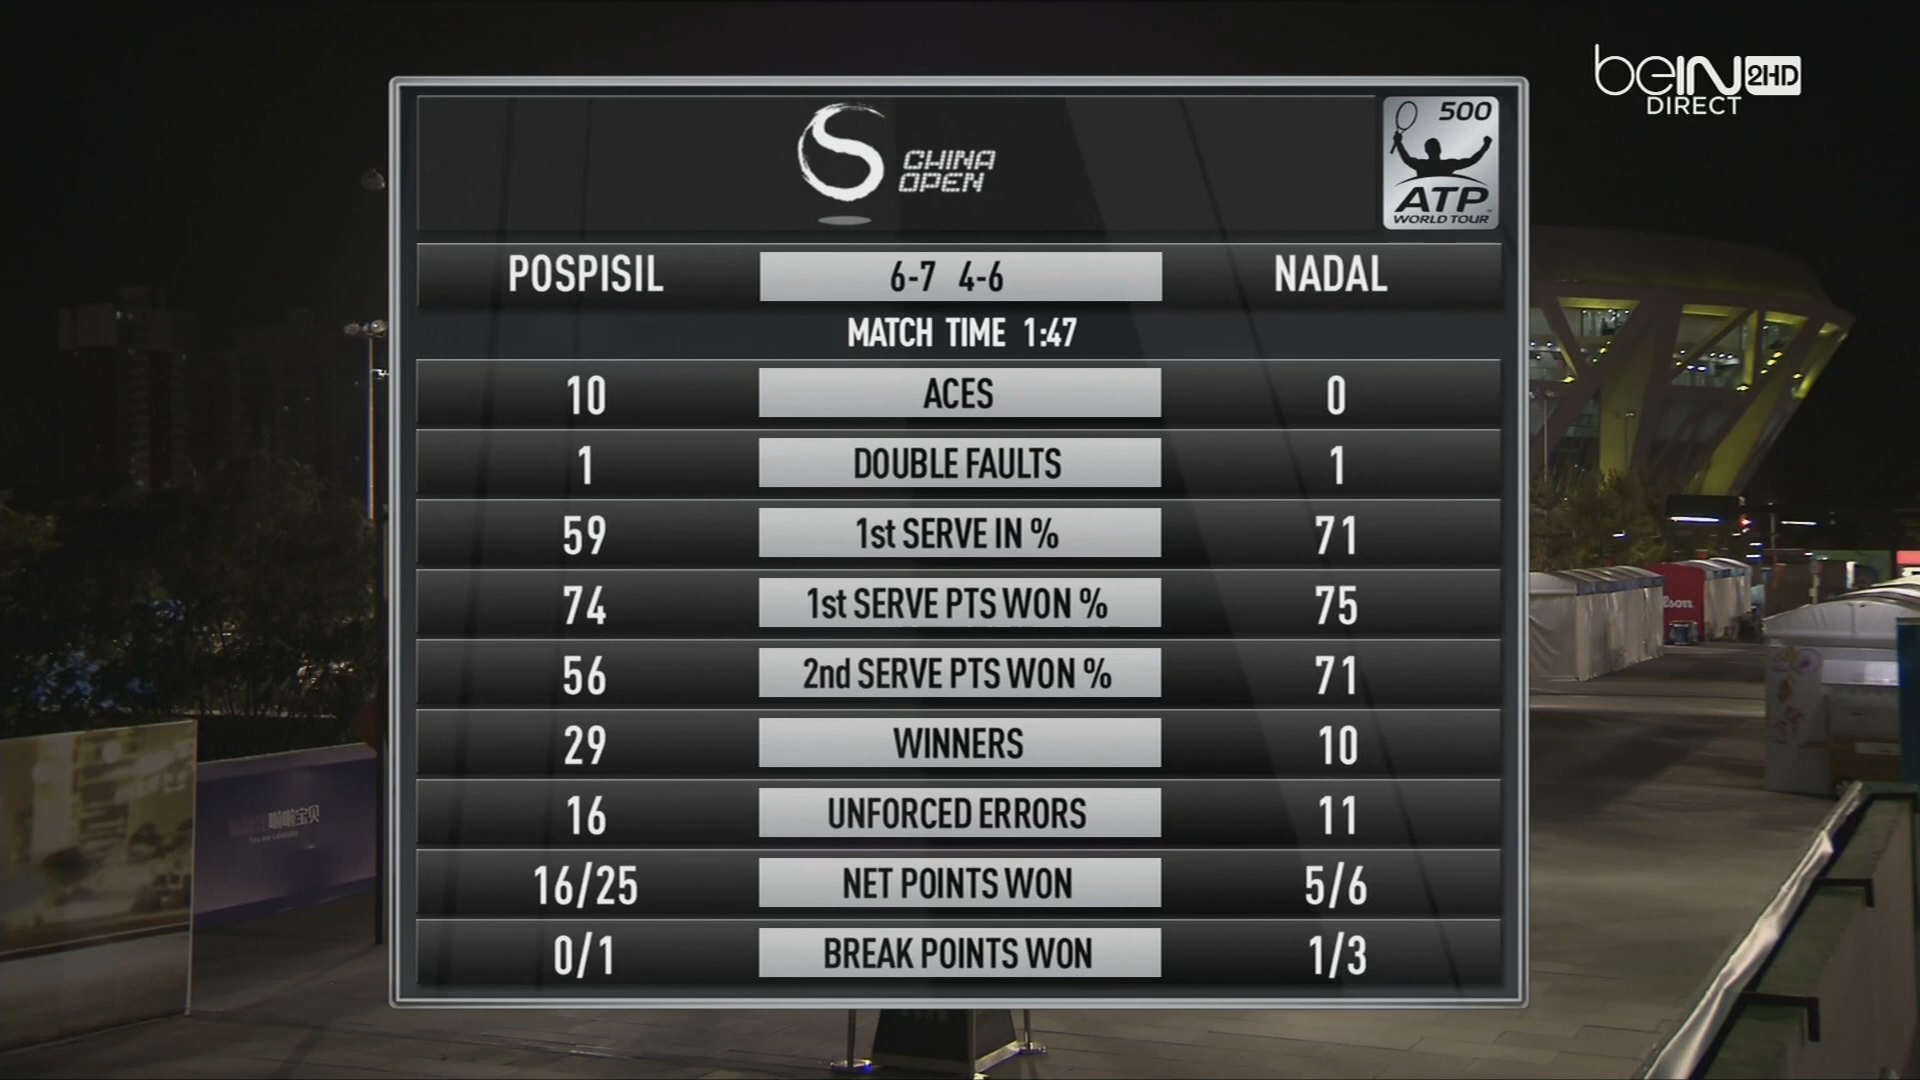 beIN 2HD
DIRECT
500
ATP
WORLD TOUR
CHINA
OPEN
POSPISIL 6-7 4-6 NADAL
MATCH TIME 1:47
10 ACES 0
1 DOUBLE FAULTS 1
59 1st SERVE IN % 71
74 1st SERVE PTS WON % 75
56 2nd SERVE PTS WON % 71
29 WINNERS 10
16 UNFORCED ERRORS 11
16/25 NET POINTS WON 5/6
0/1 BREAK POINTS WON 1/3